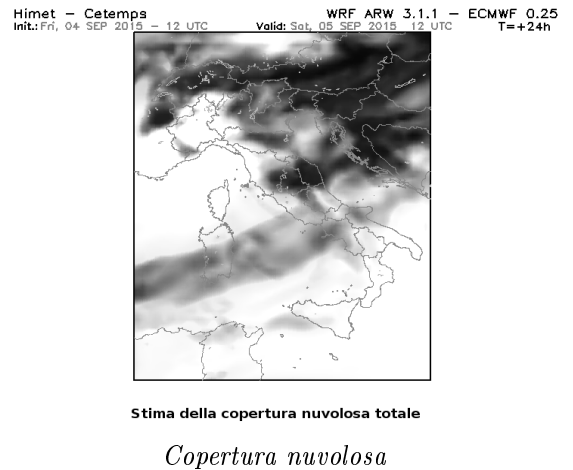 Himet – Cetemps WRF ARW 3.1.1 – ECMWF 0.25
Init.: Fri, 04 SEP 2015 – 12 UTC Valid: Sat, 05 SEP 2015 12 UTC T=+24h
Stima della copertura nuvolosa totale
Copertura nuvolosa